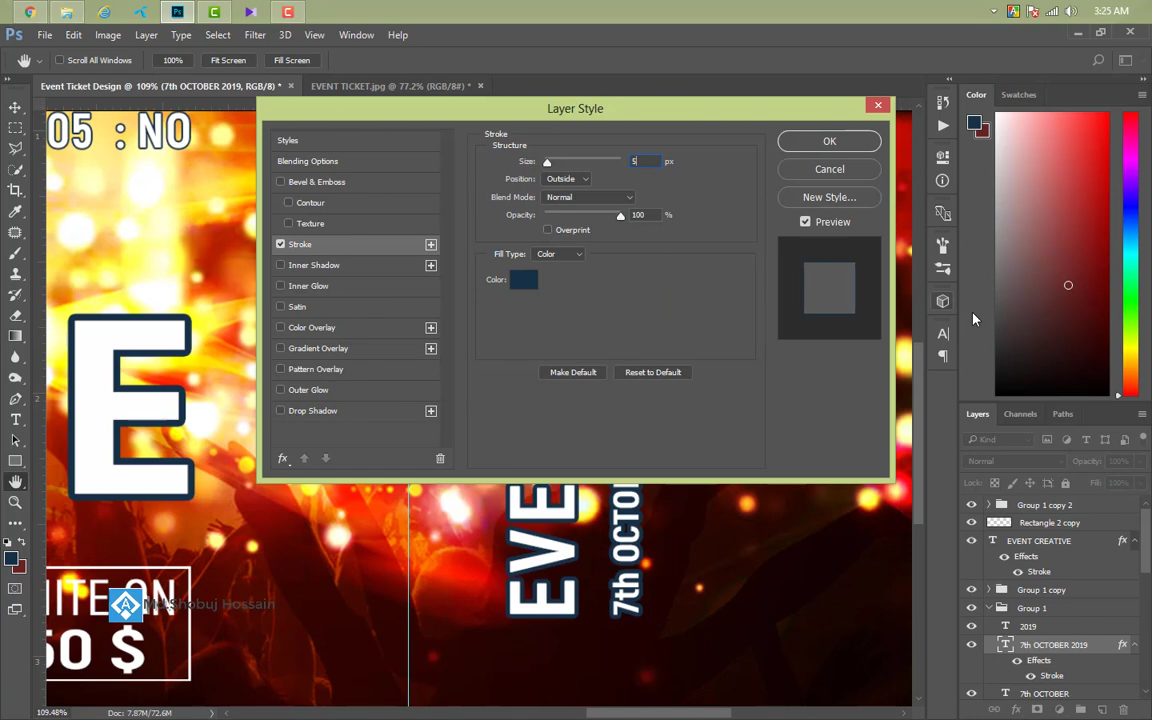 3:25 AM
Ps File Edit Image Layer Type Select Filter 3D View Window Help
Scroll All Windows 100% Fit Screen Fill Screen
Event Ticket Design @ 109% (7th OCTOBER 2019, RGB/8) * × EVENT TICKET.jpg @ 77.2% (RGB/8#) * ×
Layer Style
Styles
Blending Options
Bevel & Emboss
Contour
Texture
Stroke
Inner Shadow
Inner Glow
Satin
Color Overlay
Gradient Overlay
Pattern Overlay
Outer Glow
Drop Shadow
fx
Stroke
Structure
Size: 5 px
Position: Outside
Blend Mode: Normal
Opacity: 100 %
Overprint
Fill Type: Color
Color:
Make Default Reset to Default
OK
Cancel
New Style...
Preview
05 : NO
E
50 $
EVE
7th OCTO
Md Shobuj Hossain
Color Swatches
Layers Channels Paths
Kind
Normal Opacity: 100%
Lock: Fill: 100%
Group 1 copy 2
Rectangle 2 copy
T EVENT CREATIVE fx
Effects
Stroke
Group 1 copy
Group 1
T 2019
T 7th OCTOBER 2019 fx
Effects
Stroke
T 7th OCTOBER
fx
109.48% Doc: 7.87M/72.6M